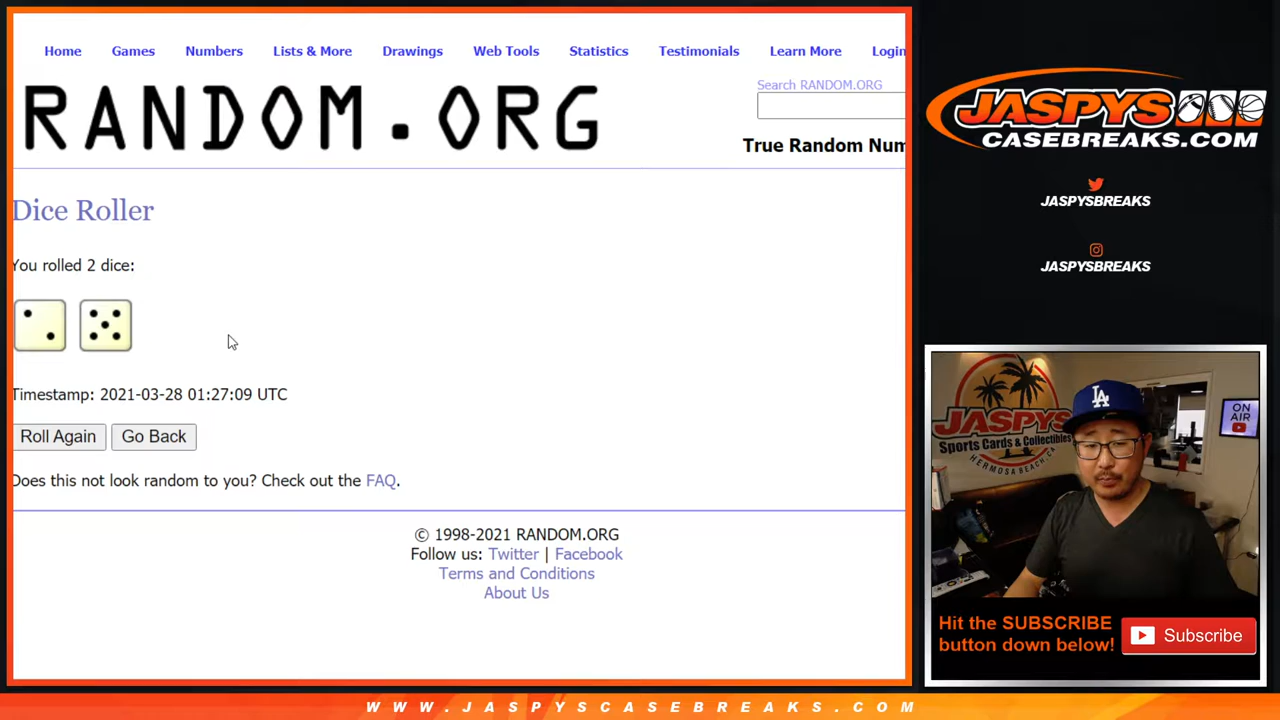 Home Games Numbers Lists & More Drawings Web Tools Statistics Testimonials Learn More Login
RANDOM.ORG
Search RANDOM.ORG
True Random Num
Dice Roller
You rolled 2 dice:
Timestamp: 2021-03-28 01:27:09 UTC
Roll Again Go Back
Does this not look random to you? Check out the FAQ.
© 1998-2021 RANDOM.ORG
Follow us: Twitter | Facebook
Terms and Conditions
About Us
JASPYS
CASEBREAKS.COM
JASPYSBREAKS
JASPYSBREAKS
JASPYS
Sports Cards & Collectibles
HERMOSA BEACH, CA
LA
ON
AIR
Hit the SUBSCRIBE
button down below!
Subscribe
WWW.JASPYSCASEBREAKS.COM